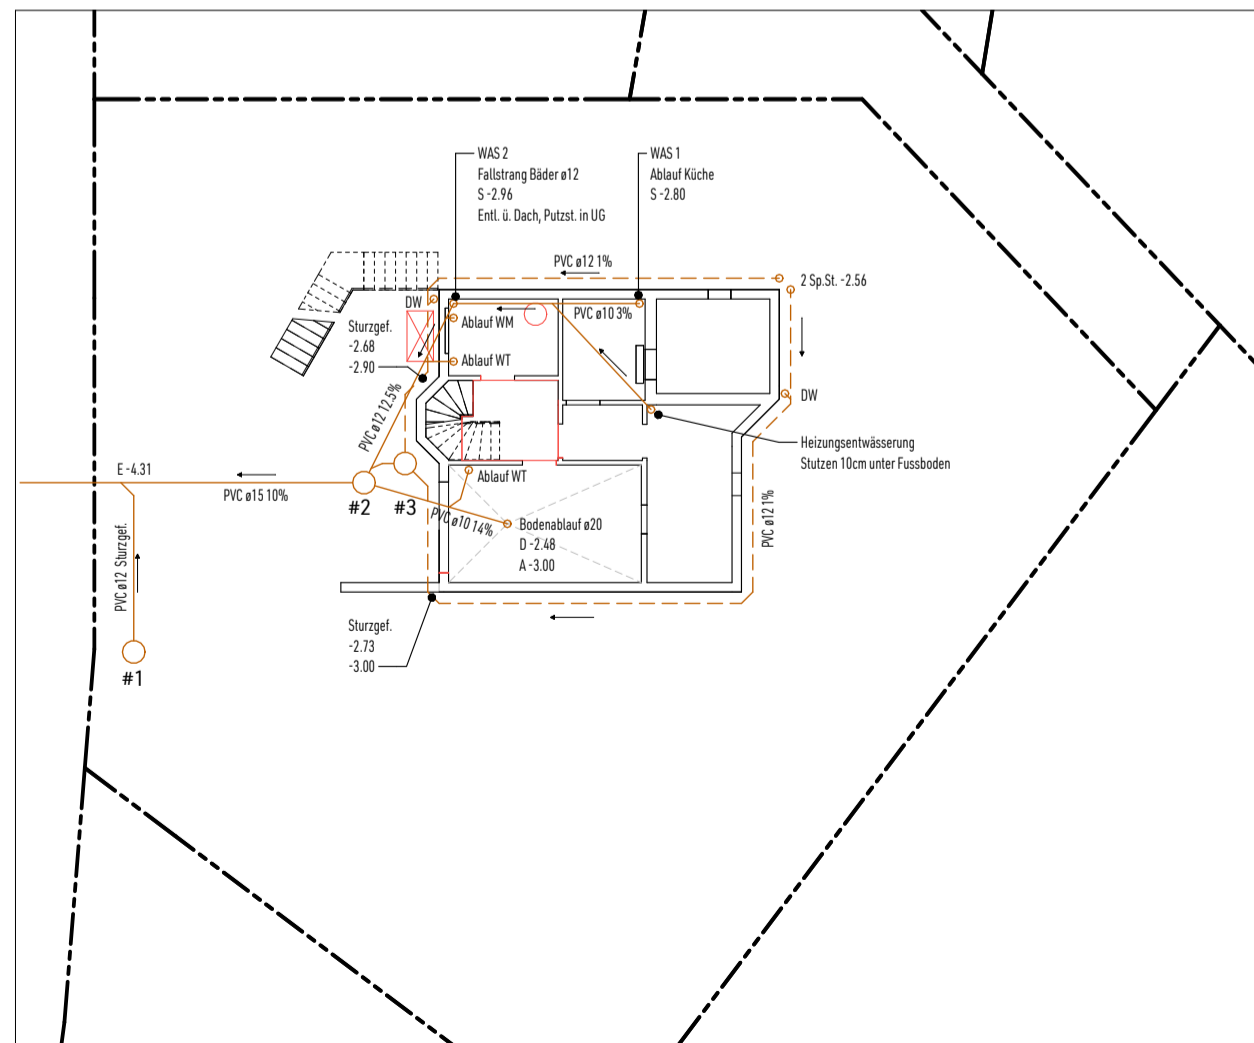 WAS 2
Fallstrang Bäder ø12
S -2.96
Entl. ü. Dach, Putzst. in UG
WAS 1
Ablauf Küche
S -2.80
PVC ø12 1%
2 Sp.St. -2.56
DW
PVC ø10 3%
Ablauf WM
Sturzgef.
-2.68
-2.90
Ablauf WT
DW
PVC ø12 12.5%
Heizungsentwässerung
Stutzen 10cm unter Fussboden
E -4.31
PVC ø15 10%
#2
#3
Ablauf WT
PVC ø10 14%
Bodenablauf ø20
D -2.48
A -3.00
PVC ø12 1%
PVC ø12 Sturzgef.
Sturzgef.
-2.73
-3.00
#1